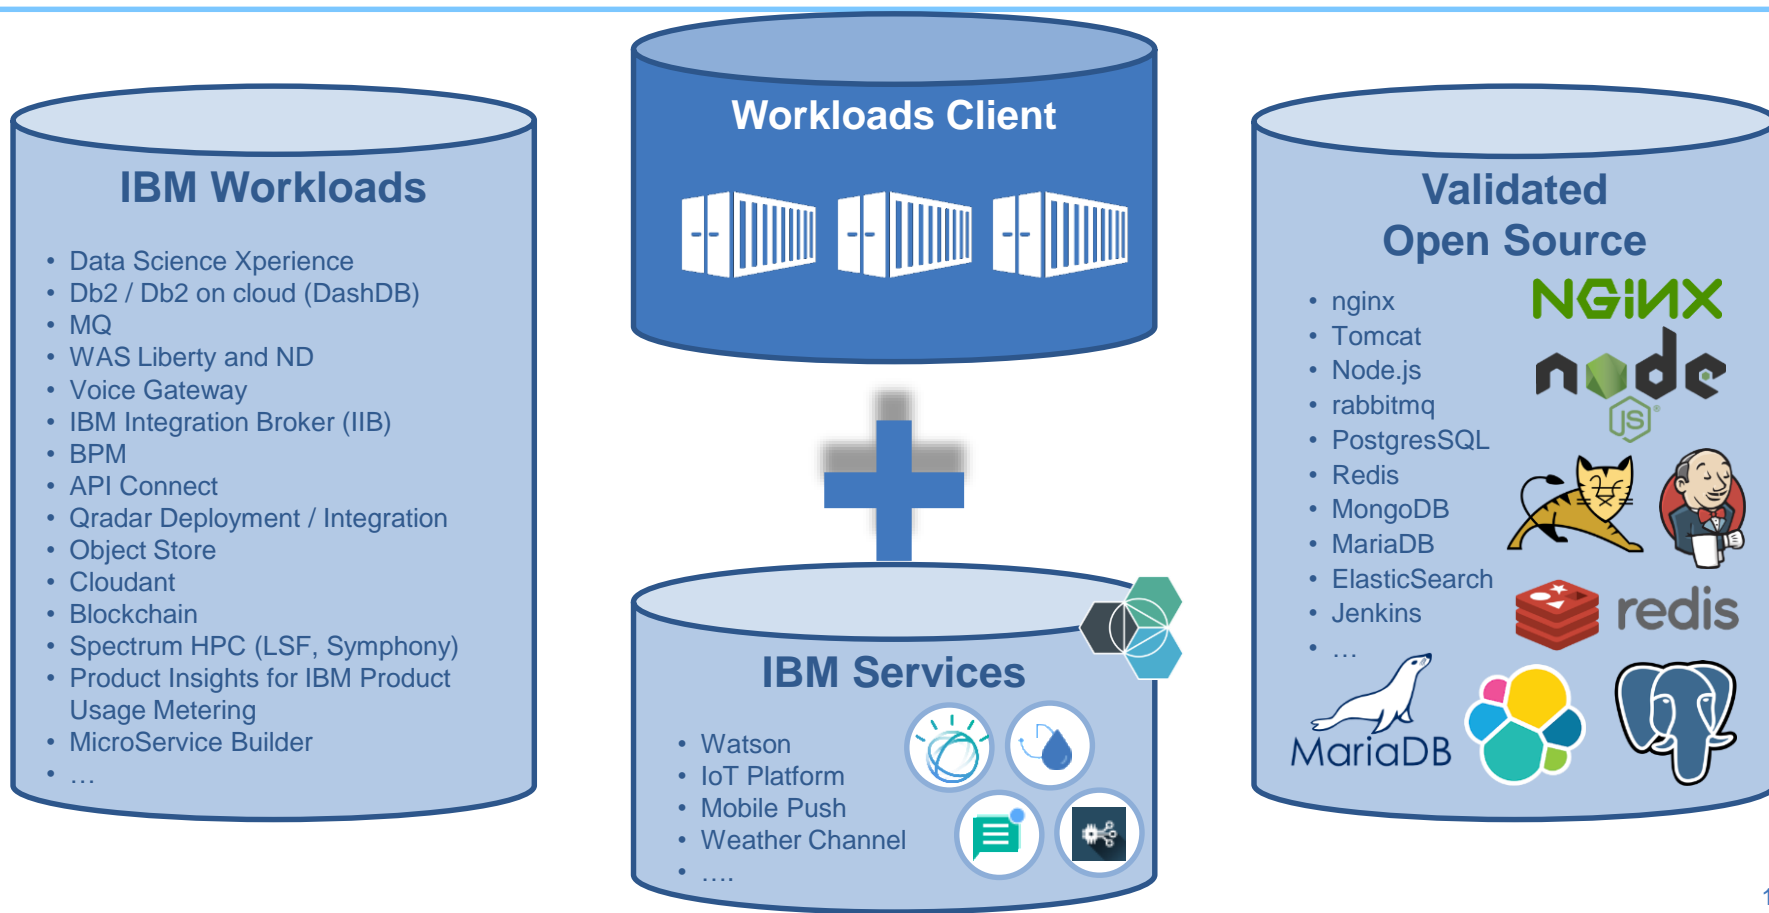 Workloads Client
IBM Workloads
• Data Science Xperience
• Db2 / Db2 on cloud (DashDB)
• MQ
• WAS Liberty and ND
• Voice Gateway
• IBM Integration Broker (IIB)
• BPM
• API Connect
• Qradar Deployment / Integration
• Object Store
• Cloudant
• Blockchain
• Spectrum HPC (LSF, Symphony)
• Product Insights for IBM Product
Usage Metering
• MicroService Builder
• …
IBM Services
• Watson
• IoT Platform
• Mobile Push
• Weather Channel
• ….
Validated
Open Source
• nginx
• Tomcat
• Node.js
• rabbitmq
• PostgresSQL
• Redis
• MongoDB
• MariaDB
• ElasticSearch
• Jenkins
• …
NGiNX
node
JS®
redis
MariaDB
1